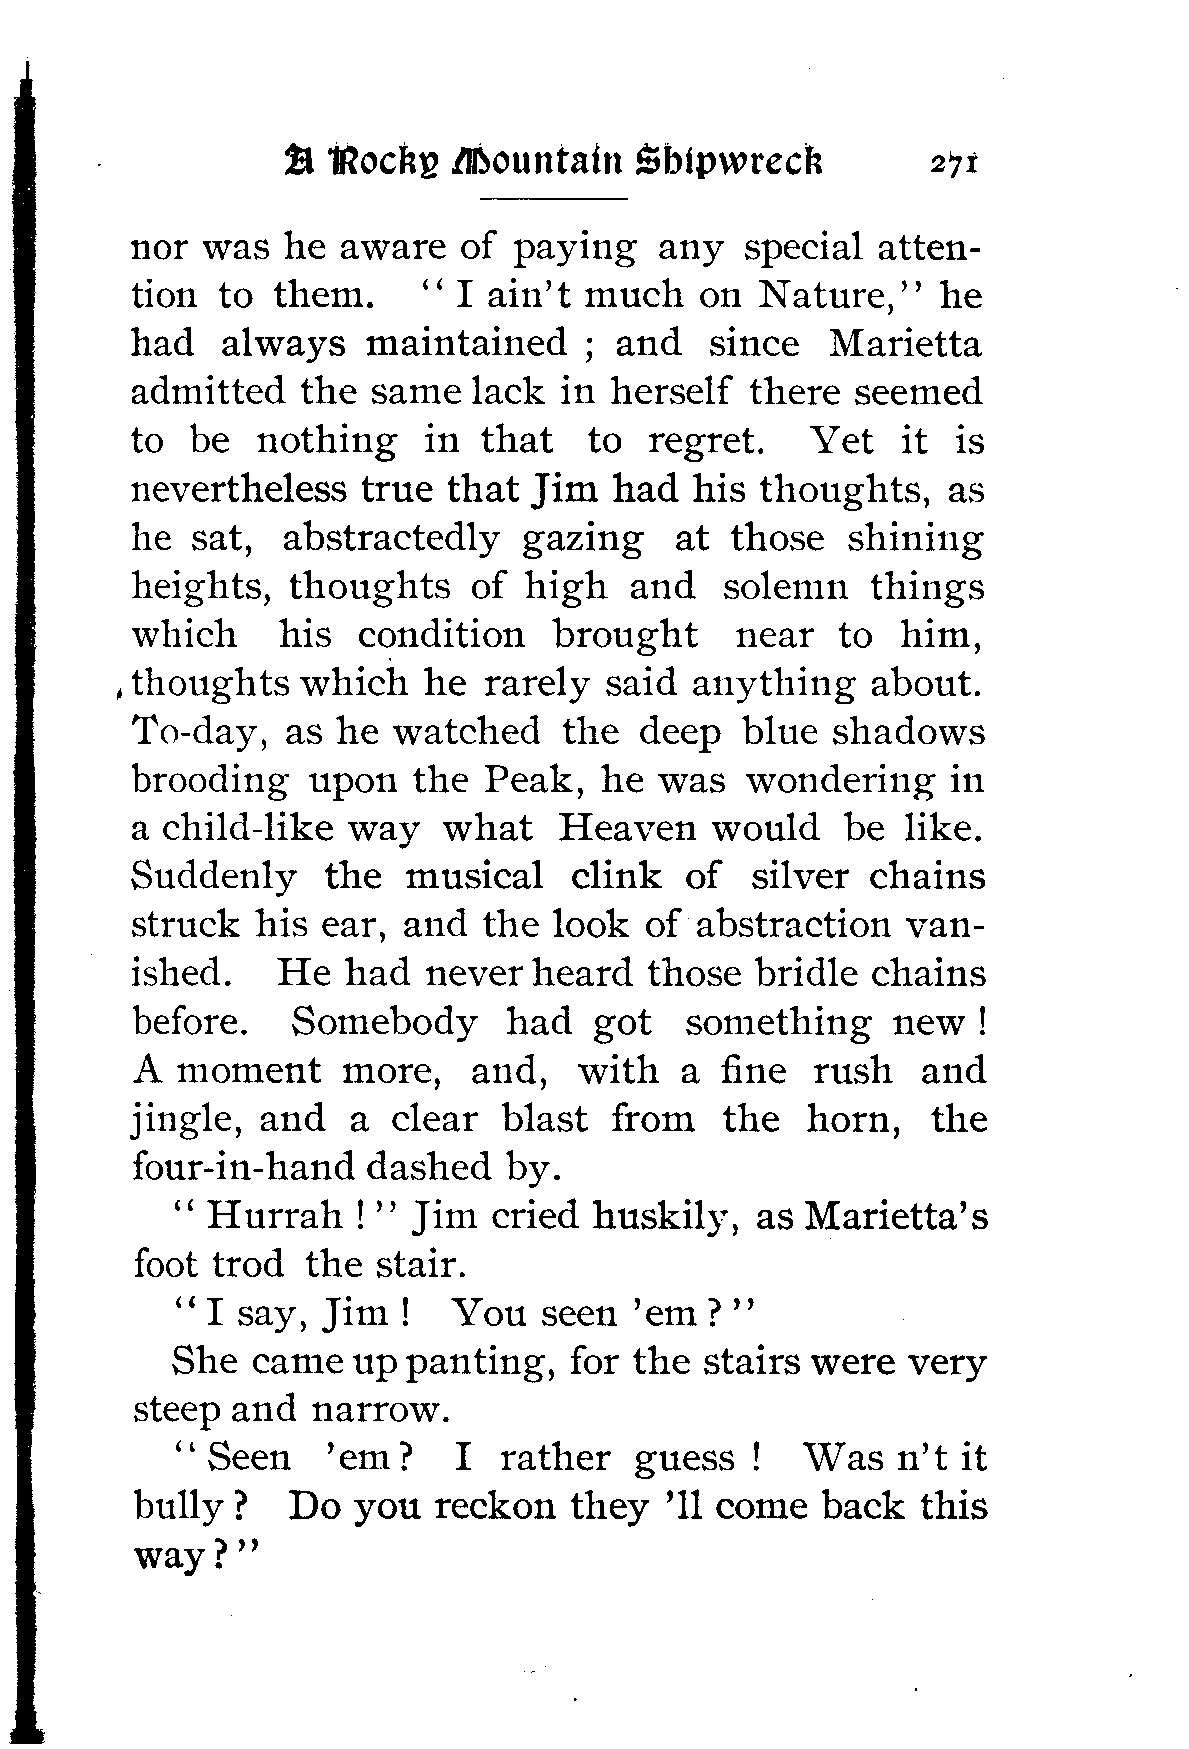 A Rocky Mountain Shipwreck 271
nor was he aware of paying any special atten-
tion to them. “ I ain’t much on Nature,” he
had always maintained ; and since Marietta
admitted the same lack in herself there seemed
to be nothing in that to regret. Yet it is
nevertheless true that Jim had his thoughts, as
he sat, abstractedly gazing at those shining
heights, thoughts of high and solemn things
which his condition brought near to him,
thoughts which he rarely said anything about.
To-day, as he watched the deep blue shadows
brooding upon the Peak, he was wondering in
a child-like way what Heaven would be like.
Suddenly the musical clink of silver chains
struck his ear, and the look of abstraction van-
ished. He had never heard those bridle chains
before. Somebody had got something new !
A moment more, and, with a fine rush and
jingle, and a clear blast from the horn, the
four-in-hand dashed by.
“ Hurrah ! ” Jim cried huskily, as Marietta’s
foot trod the stair.
“ I say, Jim ! You seen ’em ? ”
She came up panting, for the stairs were very
steep and narrow.
“ Seen ’em ? I rather guess ! Was n’t it
bully ? Do you reckon they ’ll come back this
way ? ”